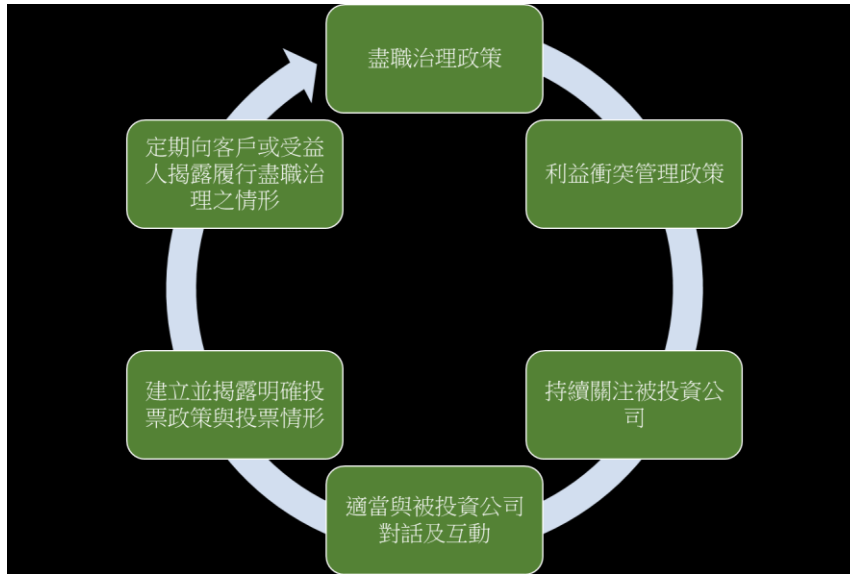 盡職治理政策
利益衝突管理政策
持續關注被投資公
司
適當與被投資公司
對話及互動
建立並揭露明確投
票政策與投票情形
定期向客戶或受益
人揭露履行盡職治
理之情形